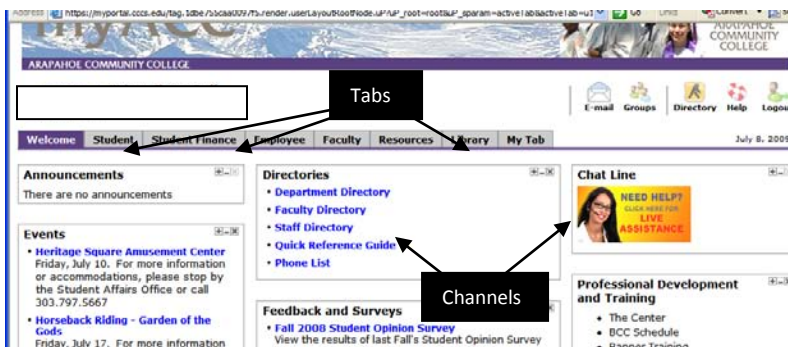 Address https://myportal.cccs.edu/tag.
myACC
ARAPAHOE
COMMUNITY
COLLEGE
ARAPAHOE COMMUNITY COLLEGE
Tabs
E-mail Groups Directory Help Logou
Welcome Student Student Finance Employee Faculty Resources Library My Tab July 8, 2009
Announcements
There are no announcements
Events
• Heritage Square Amusement Center
Friday, July 10. For more information
or accommodations, please stop by
the Student Affairs Office or call
303.797.5667
• Horseback Riding - Garden of the
Gods
Friday, July 17. For more information
Directories
• Department Directory
• Faculty Directory
• Staff Directory
• Quick Reference Guide
• Phone List
Channels
Feedback and Surveys
• Fall 2008 Student Opinion Survey
View the results of last Fall's Student Opinion Survey
Chat Line
NEED HELP?
CLICK HERE FOR
LIVE
ASSISTANCE
Professional Development
and Training
• The Center
• BCC Schedule
• Banner Training